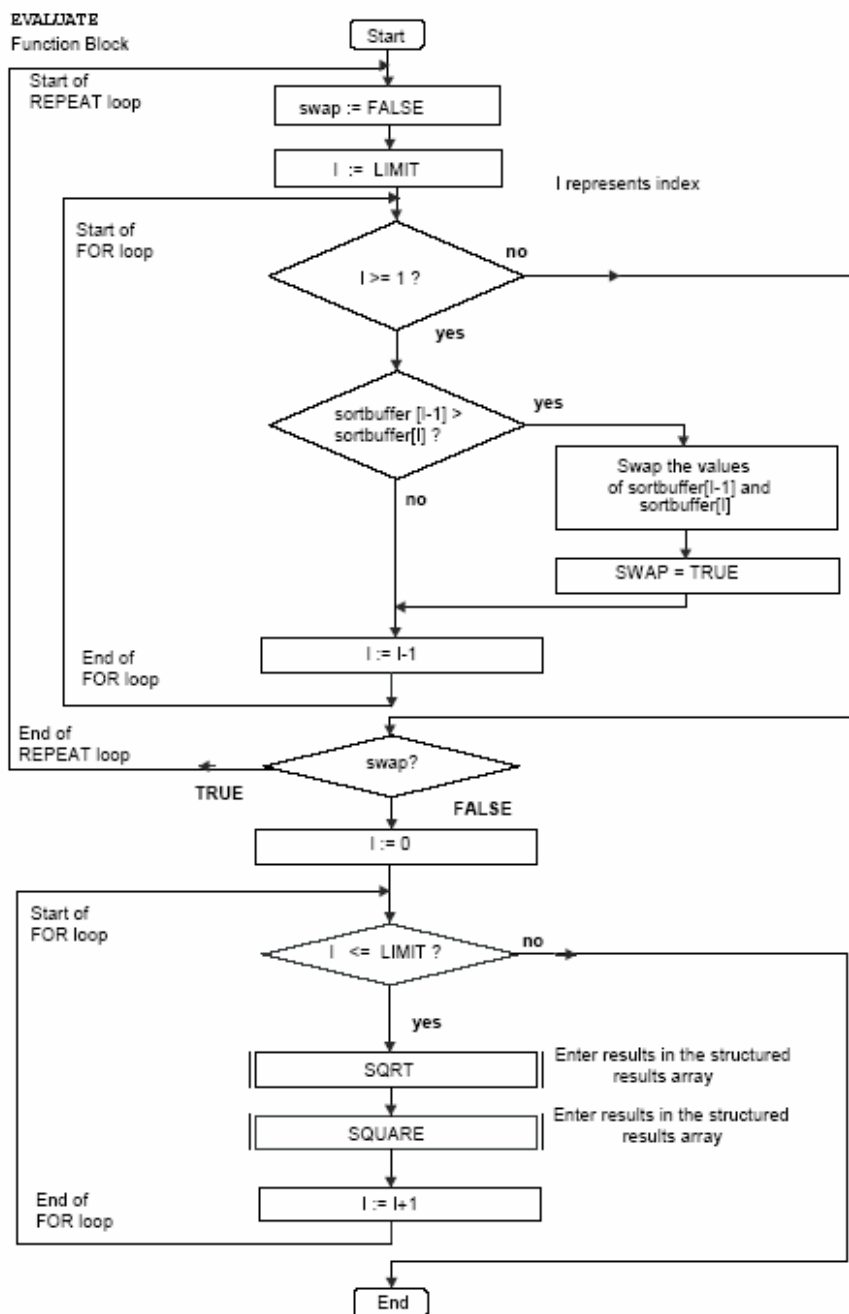 EVALUATE
Function Block
Start
Start of
REPEAT loop
swap := FALSE
I := LIMIT
I represents index
Start of
FOR loop
I >= 1 ?
no
yes
sortbuffer [I-1] >
sortbuffer[I] ?
yes
no
Swap the values
of sortbuffer[I-1] and
sortbuffer[I]
SWAP = TRUE
I := I-1
End of
FOR loop
End of
REPEAT loop
swap?
TRUE
FALSE
I := 0
Start of
FOR loop
I <= LIMIT ?
no
yes
SQRT
Enter results in the structured
results array
SQUARE
Enter results in the structured
results array
I := I+1
End of
FOR loop
End